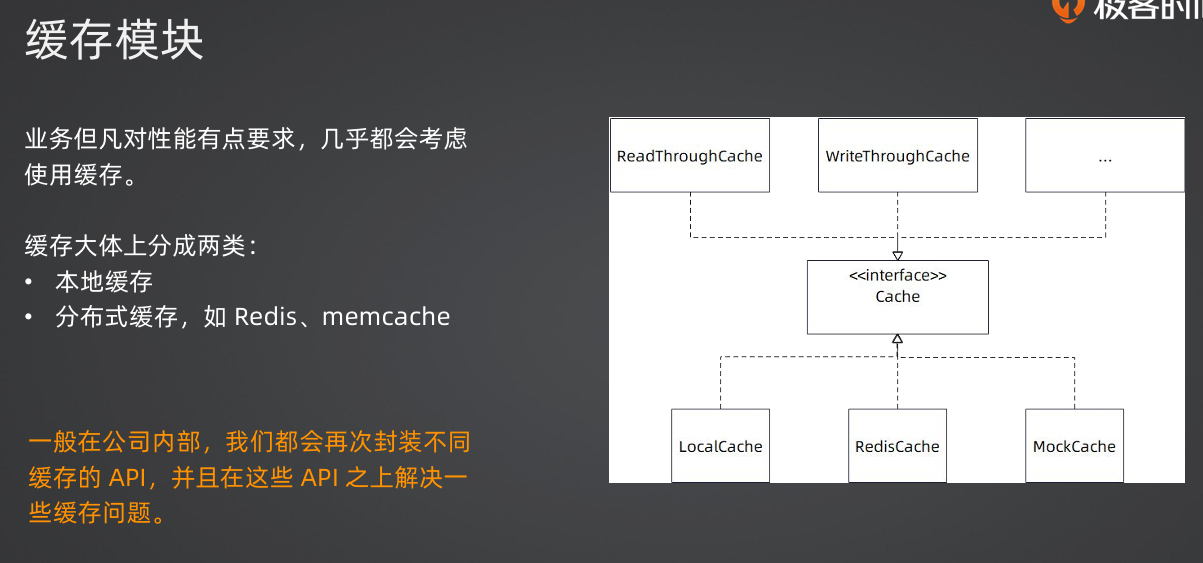 缓存模块
极客时
业务但凡对性能有点要求，几乎都会考虑
使用缓存。
缓存大体上分成两类：
• 本地缓存
• 分布式缓存，如 Redis、memcache
一般在公司内部，我们都会再次封装不同
缓存的 API，并且在这些 API 之上解决一
些缓存问题。
ReadThroughCache
WriteThroughCache
...
<<interface>>
Cache
LocalCache
RedisCache
MockCache